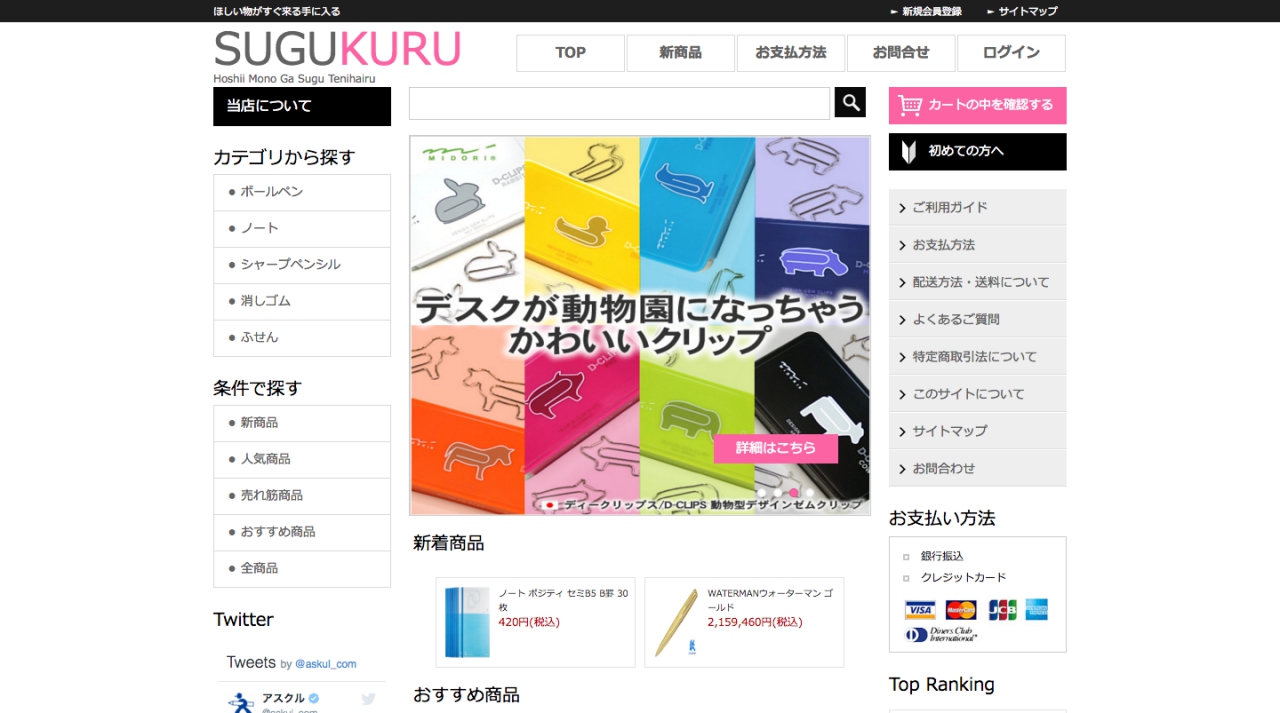 ほしい物がすぐ来る手に入る
新規会員登録
サイトマップ
SUGUKURU
Hoshii Mono Ga Sugu Tenihairu
TOP
新商品
お支払方法
お問合せ
ログイン
当店について
カートの中を確認する
初めての方へ
カテゴリから探す
ボールペン
ノート
シャープペンシル
消しゴム
ふせん
条件で探す
新商品
人気商品
売れ筋商品
おすすめ商品
全商品
Twitter
Tweets by @askul_com
アスクル
@askul_com
MIDORI
D-CLIPS
デスクが動物園になっちゃう
かわいいクリップ
詳細はこちら
ディークリップス/D-CLIPS 動物型デザインゼムクリップ
新着商品
ノート ポジティ セミB5 B罫 30
枚
420円(税込)
WATERMANウォーターマン ゴ
ールド
2,159,460円(税込)
おすすめ商品
ご利用ガイド
お支払方法
配送方法・送料について
よくあるご質問
特定商取引法について
このサイトについて
サイトマップ
お問合わせ
お支払い方法
銀行振込
クレジットカード
VISA
MasterCard
JCB
Diners Club
International
Top Ranking